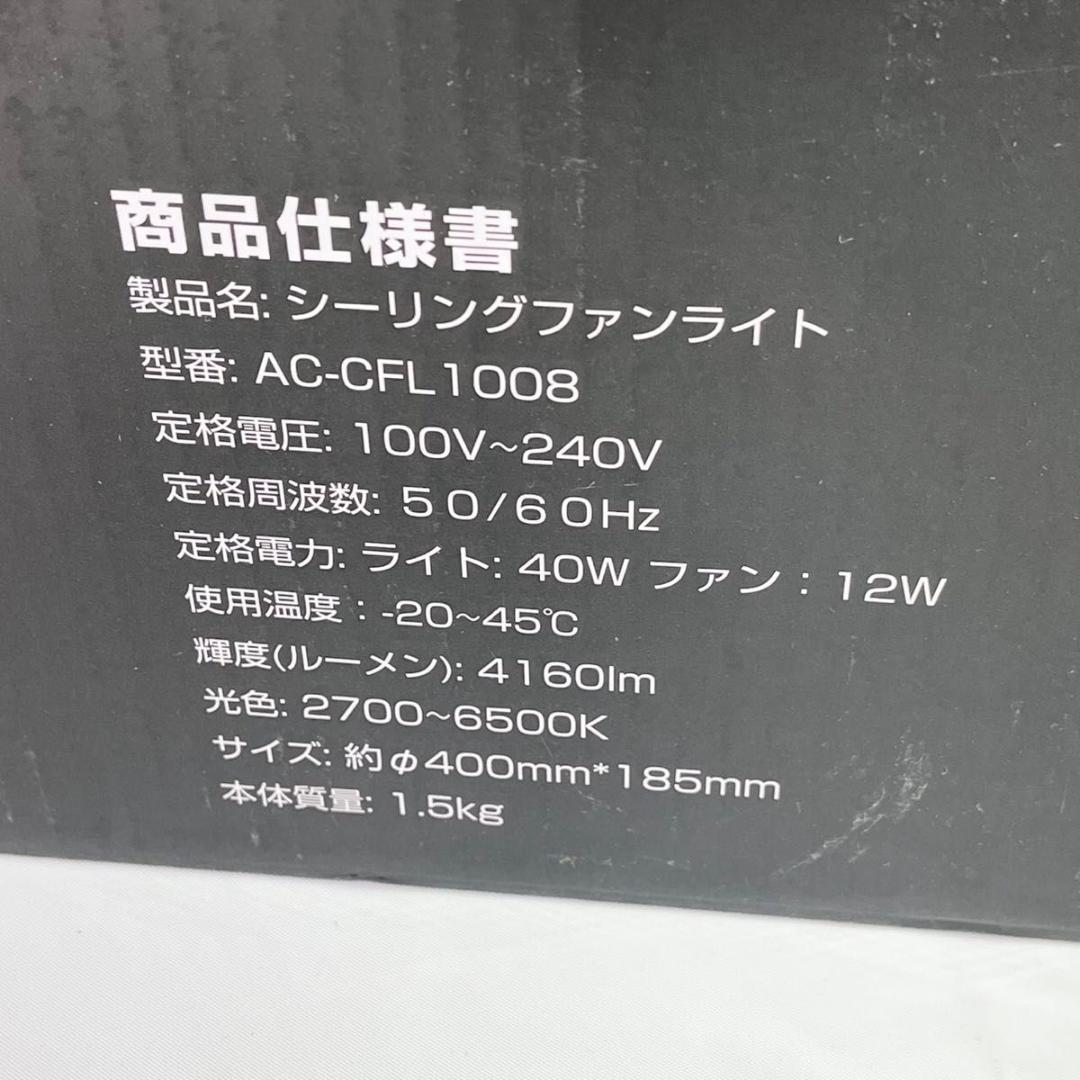 商品仕様書
製品名: シーリングファンライト
型番: AC-CFL1008
定格電圧: 100V~240V
定格周波数: 50/60Hz
定格電力: ライト: 40W ファン：12W
使用温度：-20~45℃
輝度(ルーメン): 4160lm
光色: 2700~6500K
サイズ: 約φ400mm*185mm
本体質量: 1.5kg